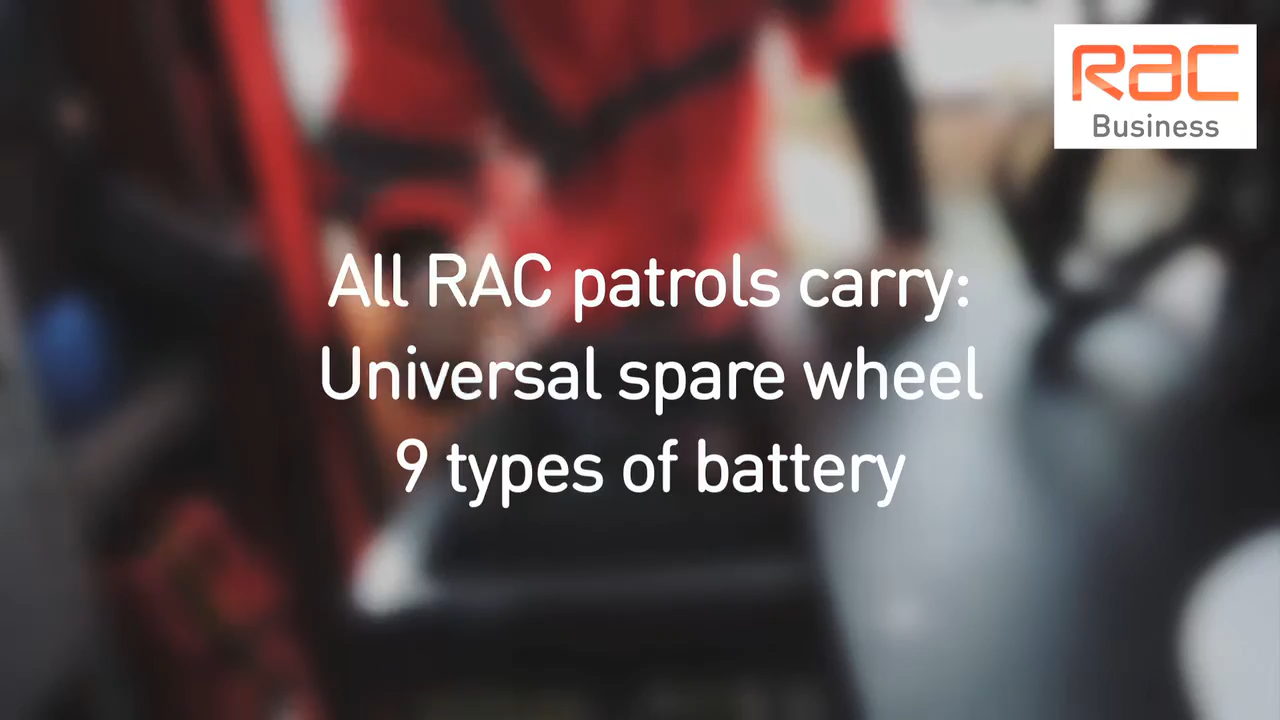 RAC
Business
All RAC patrols carry:
Universal spare wheel
9 types of battery